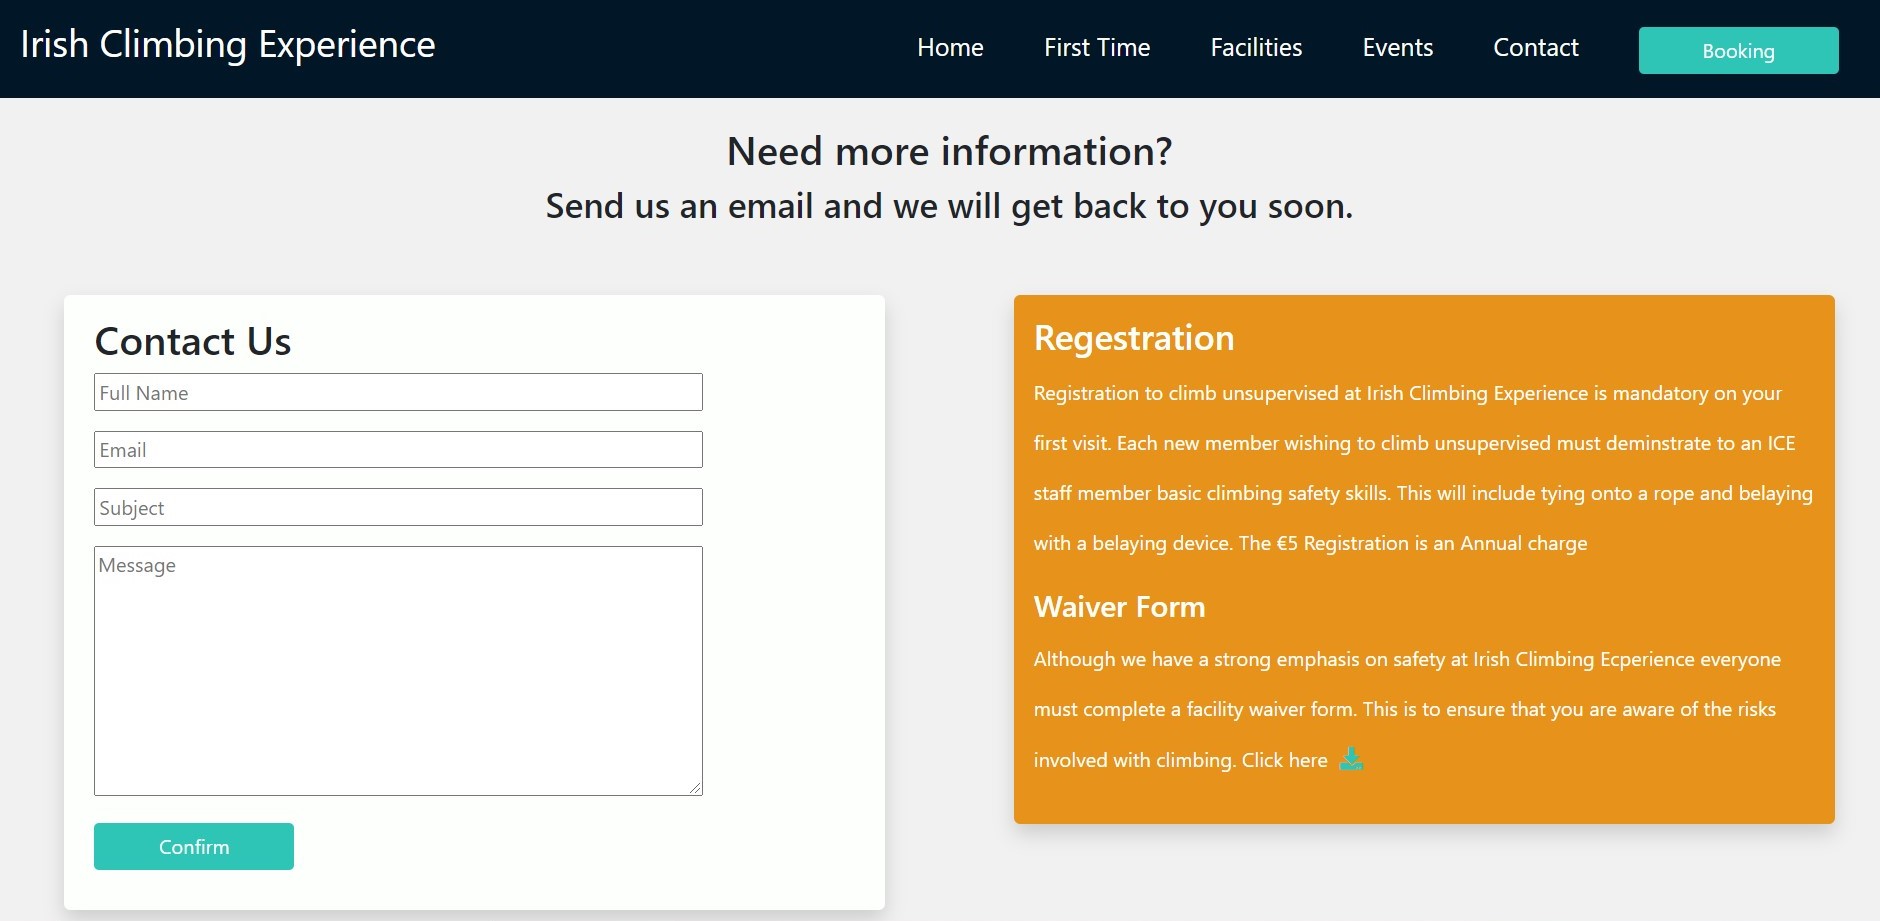 Irish Climbing Experience
Home
First Time
Facilities
Events
Contact
Booking
Need more information?
Send us an email and we will get back to you soon.
Contact Us
Full Name
Email
Subject
Message
Confirm
Regestration
Registration to climb unsupervised at Irish Climbing Experience is mandatory on your
first visit. Each new member wishing to climb unsupervised must deminstrate to an ICE
staff member basic climbing safety skills. This will include tying onto a rope and belaying
with a belaying device. The €5 Registration is an Annual charge
Waiver Form
Although we have a strong emphasis on safety at Irish Climbing Ecperience everyone
must complete a facility waiver form. This is to ensure that you are aware of the risks
involved with climbing. Click here